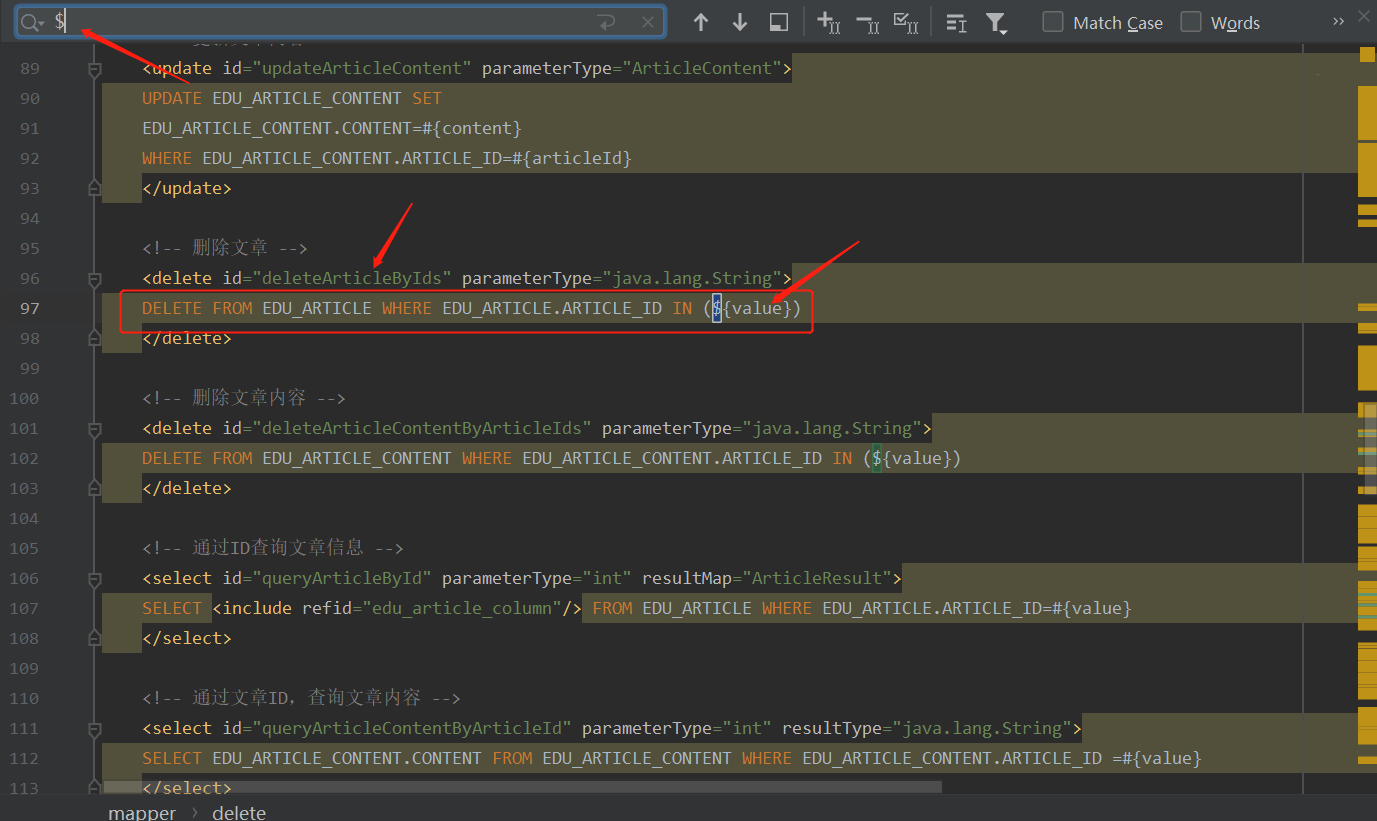 $ Match Case Words »
89 <update id="updateArticleContent" parameterType="ArticleContent">
90 UPDATE EDU_ARTICLE_CONTENT SET
91 EDU_ARTICLE_CONTENT.CONTENT=#{content}
92 WHERE EDU_ARTICLE_CONTENT.ARTICLE_ID=#{articleId}
93 </update>
94
95 <!-- 删除文章 -->
96 <delete id="deleteArticleByIds" parameterType="java.lang.String">
97 DELETE FROM EDU_ARTICLE WHERE EDU_ARTICLE.ARTICLE_ID IN (${value})
98 </delete>
99
100 <!-- 删除文章内容 -->
101 <delete id="deleteArticleContentByArticleIds" parameterType="java.lang.String">
102 DELETE FROM EDU_ARTICLE_CONTENT WHERE EDU_ARTICLE_CONTENT.ARTICLE_ID IN (${value})
103 </delete>
104
105 <!-- 通过ID查询文章信息 -->
106 <select id="queryArticleById" parameterType="int" resultMap="ArticleResult">
107 SELECT <include refid="edu_article_column"/> FROM EDU_ARTICLE WHERE EDU_ARTICLE.ARTICLE_ID=#{value}
108 </select>
109
110 <!-- 通过文章ID，查询文章内容 -->
111 <select id="queryArticleContentByArticleId" parameterType="int" resultType="java.lang.String">
112 SELECT EDU_ARTICLE_CONTENT.CONTENT FROM EDU_ARTICLE_CONTENT WHERE EDU_ARTICLE_CONTENT.ARTICLE_ID =#{value}
113 </select>
mapper › delete